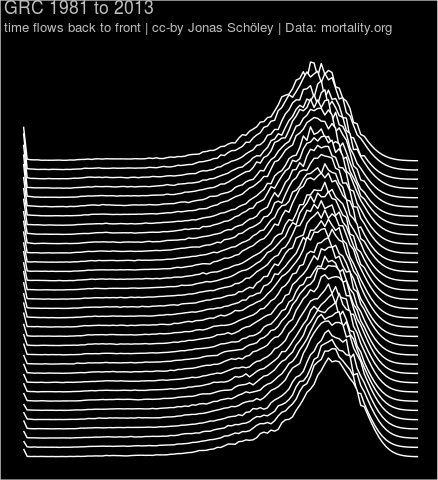 GRC 1981 to 2013
time flows back to front | cc-by Jonas Schöley | Data: mortality.org